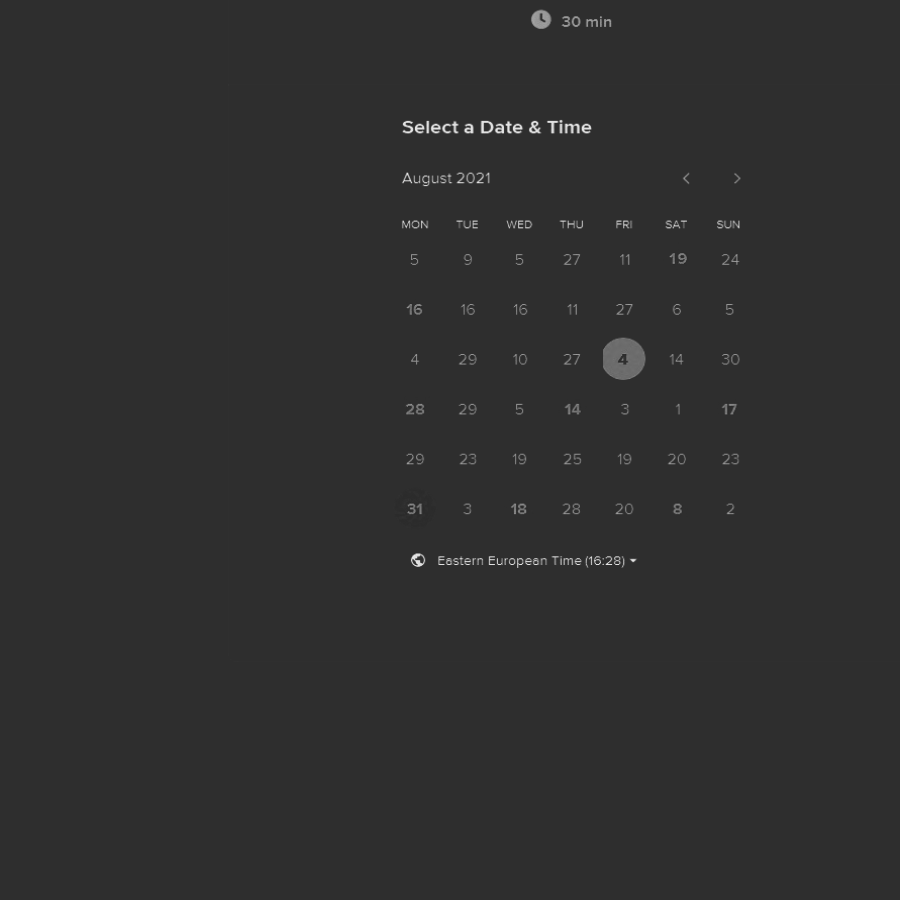 30 min
Select a Date & Time
August 2021
MON TUE WED THU FRI SAT SUN
5 9 5 27 11 19 24
16 16 16 11 27 6 5
4 29 10 27 4 14 30
28 29 5 14 3 1 17
29 23 19 25 19 20 23
31 3 18 28 20 8 2
Eastern European Time (16:28)